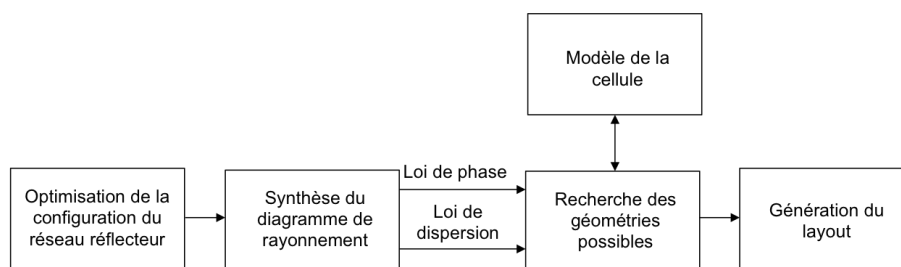 Modèle de la
cellule
Optimisation de la
configuration du
réseau réflecteur
Synthèse du
diagramme de
rayonnement
Loi de phase
Loi de
dispersion
Recherche des
géométries
possibles
Génération du
layout